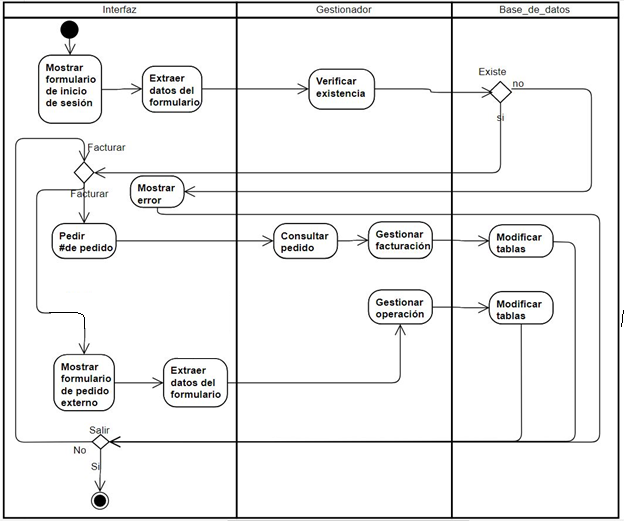 Interfaz
Gestionador
Base_de_datos
Mostrar
formulario
de inicio
de sesión
Extraer
datos del
formulario
Verificar
existencia
Existe
no
si
Facturar
Facturar
Mostrar
error
Pedir
#de pedido
Consultar
pedido
Gestionar
facturación
Modificar
tablas
Gestionar
operación
Modificar
tablas
Mostrar
formulario
de pedido
externo
Extraer
datos del
formulario
Salir
No
Si